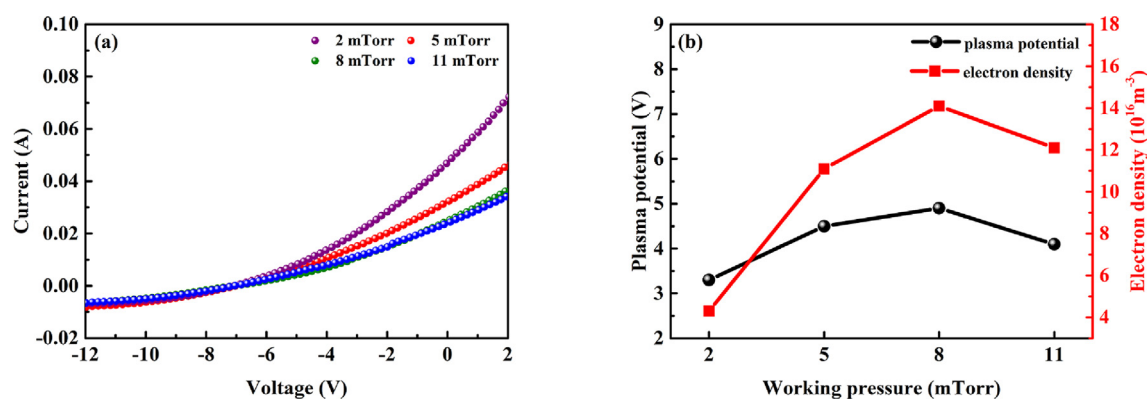 (a)
2 mTorr 5 mTorr
8 mTorr 11 mTorr
0.10
0.08
0.06
0.04
0.02
0.00
-0.02
Current (A)
-12 -10 -8 -6 -4 -2 0 2
Voltage (V)
(b)
plasma potential
electron density
9
8
7
6
5
4
3
2
Plasma potential (V)
18
16
14
12
10
8
6
4
Electron density (10¹⁶m⁻³)
2 5 8 11
Working pressure (mTorr)